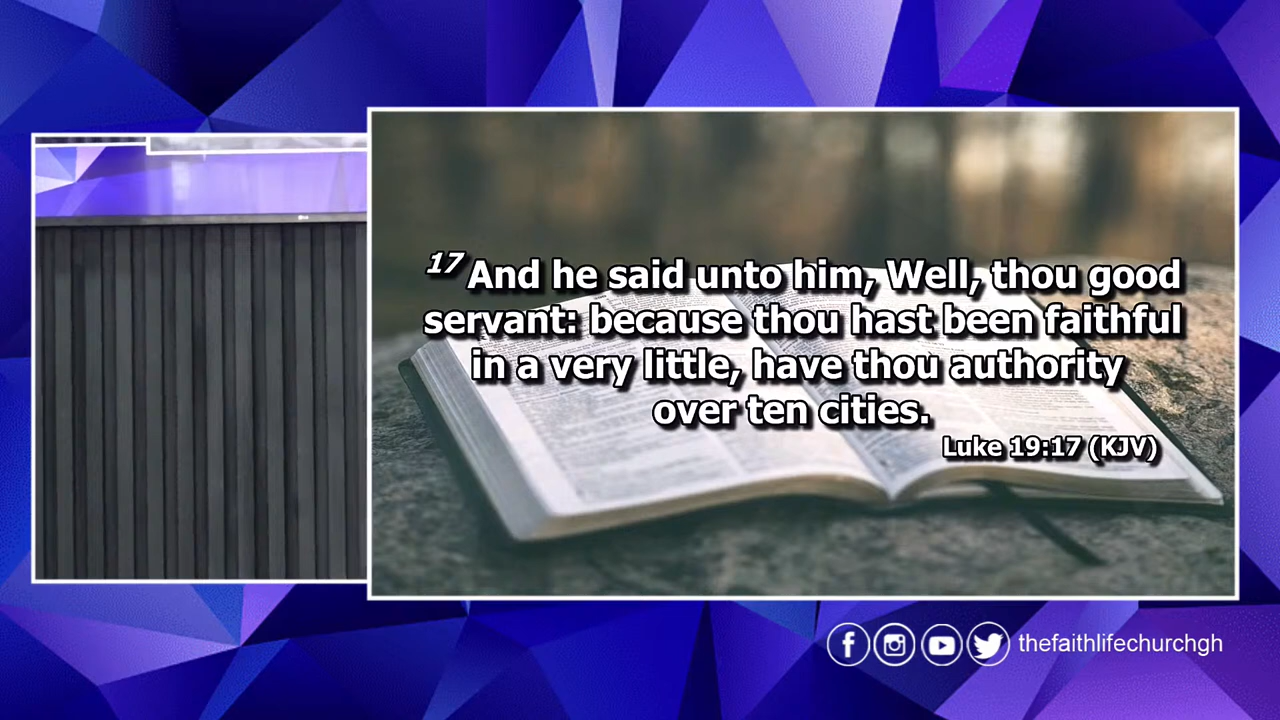 17 And he said unto him, Well, thou good
servant: because thou hast been faithful
in a very little, have thou authority
over ten cities.
Luke 19:17 (KJV)
thefaithlifechurchgh